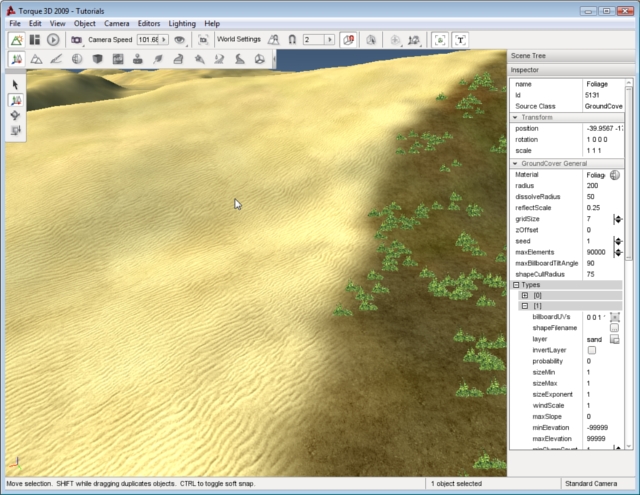 Torque 3D 2009 - Tutorials
File Edit View Object Camera Editors Lighting Help
Camera Speed 101.6 World Settings 2
Scene Tree
Inspector
name Foliage
Id 5131
Source Class GroundCove
Transform
position -39.9567 -1
rotation 1 0 0 0
scale 1 1 1
GroundCover General
Material Foliag
radius 200
dissolveRadius 50
reflectScale 0.25
gridSize 7
zOffset 0
seed 1
maxElements 90000
maxBillboardTiltAngle 90
shapeCullRadius 75
Types
[0]
[1]
billboardUVs 0 0 1
shapeFilename
layer sand
invertLayer
probability 0
sizeMin 1
sizeMax 1
sizeExponent 1
windScale 1
maxSlope 0
minElevation -99999
maxElevation 99999
Move selection. SHIFT while dragging duplicates objects. CTRL to toggle soft snap. 1 object selected Standard Camera